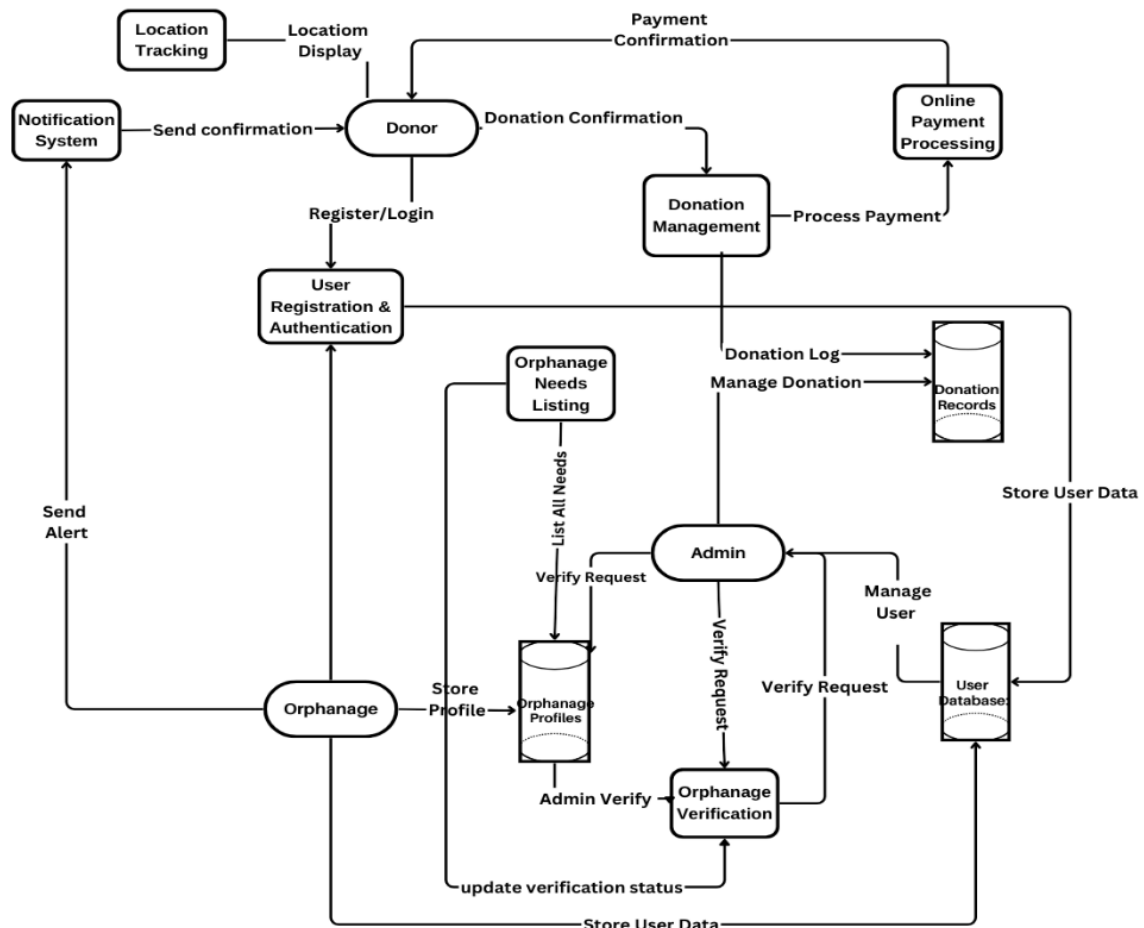 Location
Tracking
Locatiom
Display
Payment
Confirmation
Notification
System
Send confirmation
Donor
Donation Confirmation
Online
Payment
Processing
Donation
Management
Process Payment
Register/Login
User
Registration &
Authentication
Orphanage
Needs
Listing
Donation Log
Manage Donation
Donation
Records
List All Needs
Store User Data
Send
Alert
Admin
Verify Request
Manage
User
Verify Request
Verify Request
Orphanage
Store
Profile
Orphanage
Profiles
User
Database:
Admin Verify
Orphanage
Verification
update verification status
Store User Data